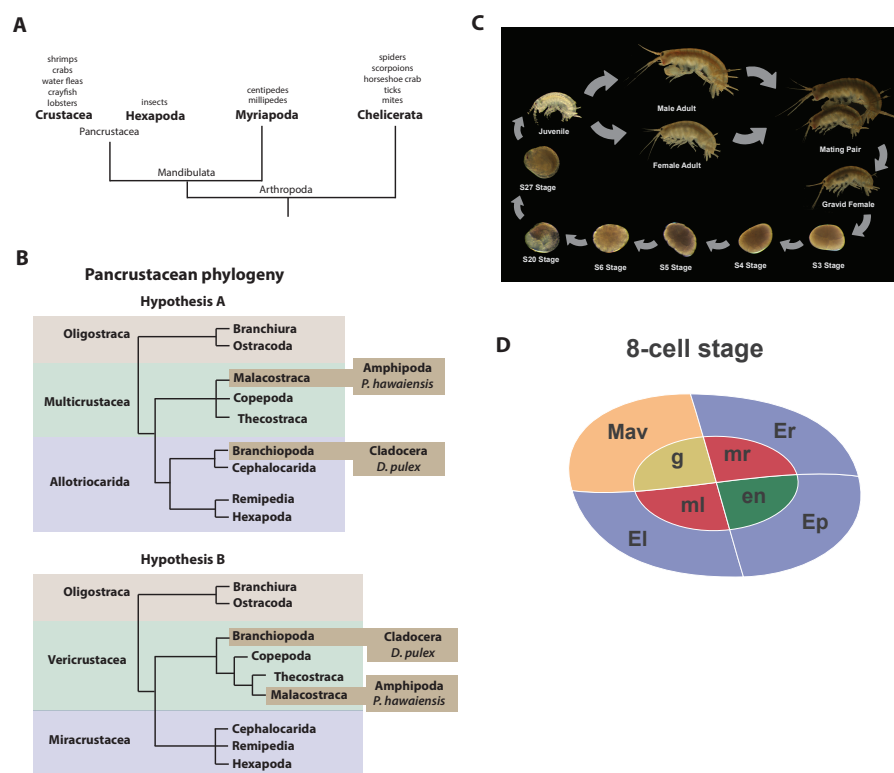 A
shrimps
crabs
water fleas
crayfish
lobsters
Crustacea
insects
Hexapoda
centipedes
millipedes
Myriapoda
spiders
scorpoions
horseshoe crab
ticks
mites
Chelicerata
Pancrustacea
Mandibulata
Arthropoda
B
Pancrustacean phylogeny
Hypothesis A
Oligostraca
Branchiura
Ostracoda
Multicrustacea
Malacostraca
Amphipoda
P. hawaiensis
Copepoda
Thecostraca
Allotriocarida
Branchiopoda
Cladocera
D. pulex
Cephalocarida
Remipedia
Hexapoda
Hypothesis B
Oligostraca
Branchiura
Ostracoda
Vericrustacea
Branchiopoda
Cladocera
D. pulex
Copepoda
Thecostraca
Malacostraca
Amphipoda
P. hawaiensis
Miracrustacea
Cephalocarida
Remipedia
Hexapoda
C
Juvenile
Male Adult
Female Adult
Mating Pair
Gravid Female
S27 Stage
S20 Stage
S6 Stage
S5 Stage
S4 Stage
S3 Stage
D
8-cell stage
Mav
Er
g
mr
ml
en
El
Ep